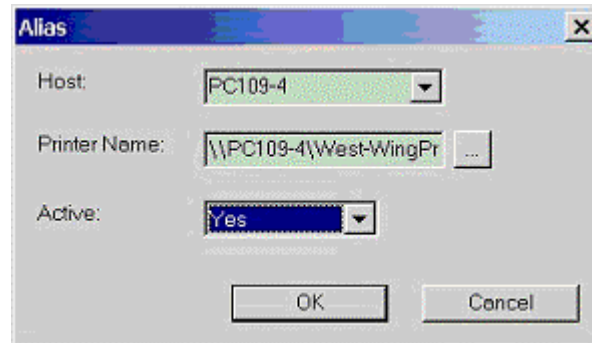 Alias
Host: PC109-4
Printer Name: \\PC109-4\West-WingPr ...
Active: Yes
OK Cancel